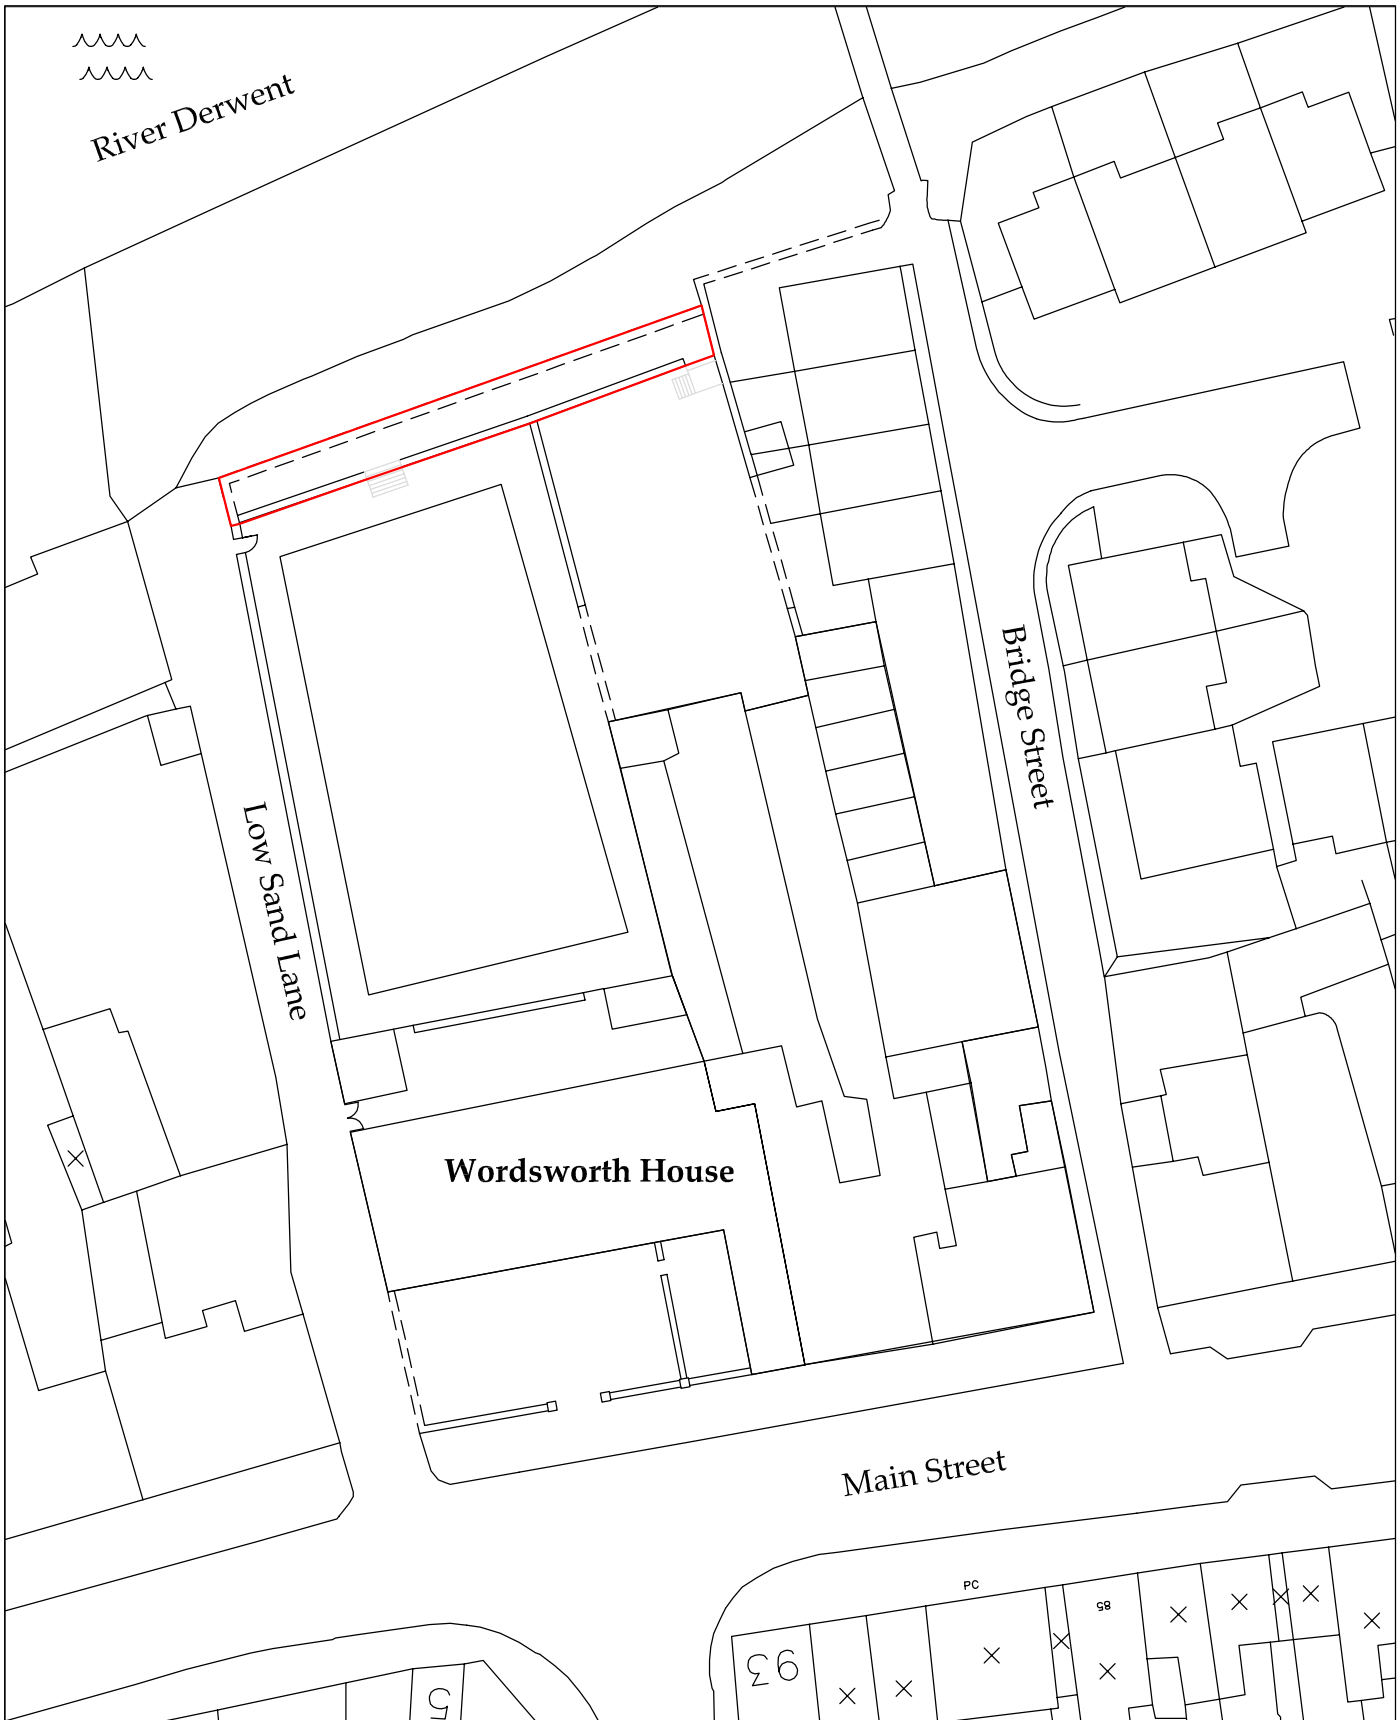 River Derwent
Bridge Street
Low Sand Lane
Wordsworth House
Main Street
PC
85
93
5